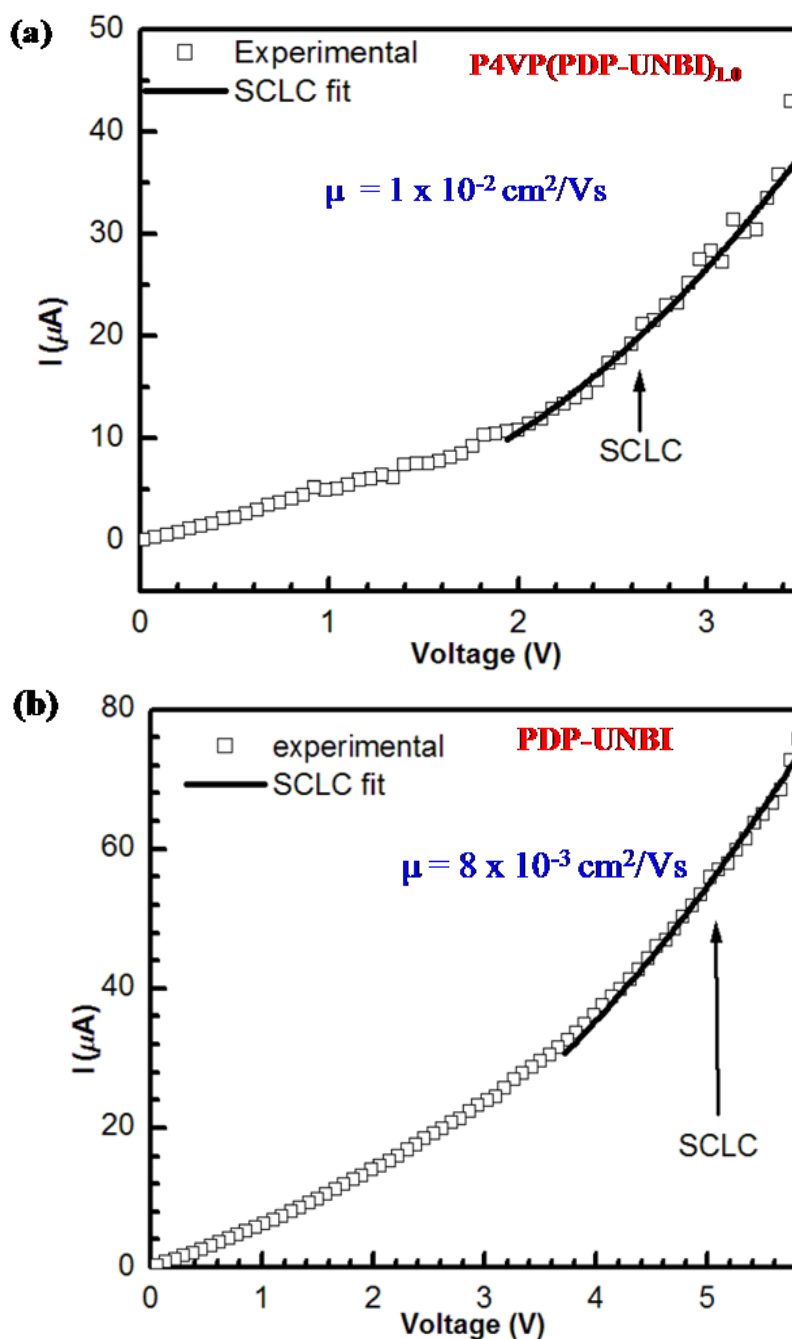 (a)
50
Experimental
SCLC fit
P4VP(PDP-UNBI)1.0
μ = 1 x 10-2 cm2/Vs
40
30
20
10
0
I (μA)
SCLC
0 1 2 3
Voltage (V)
(b)
80
experimental
SCLC fit
PDP-UNBI
μ = 8 x 10-3 cm2/Vs
60
40
20
0
I (μA)
SCLC
0 1 2 3 4 5
Voltage (V)